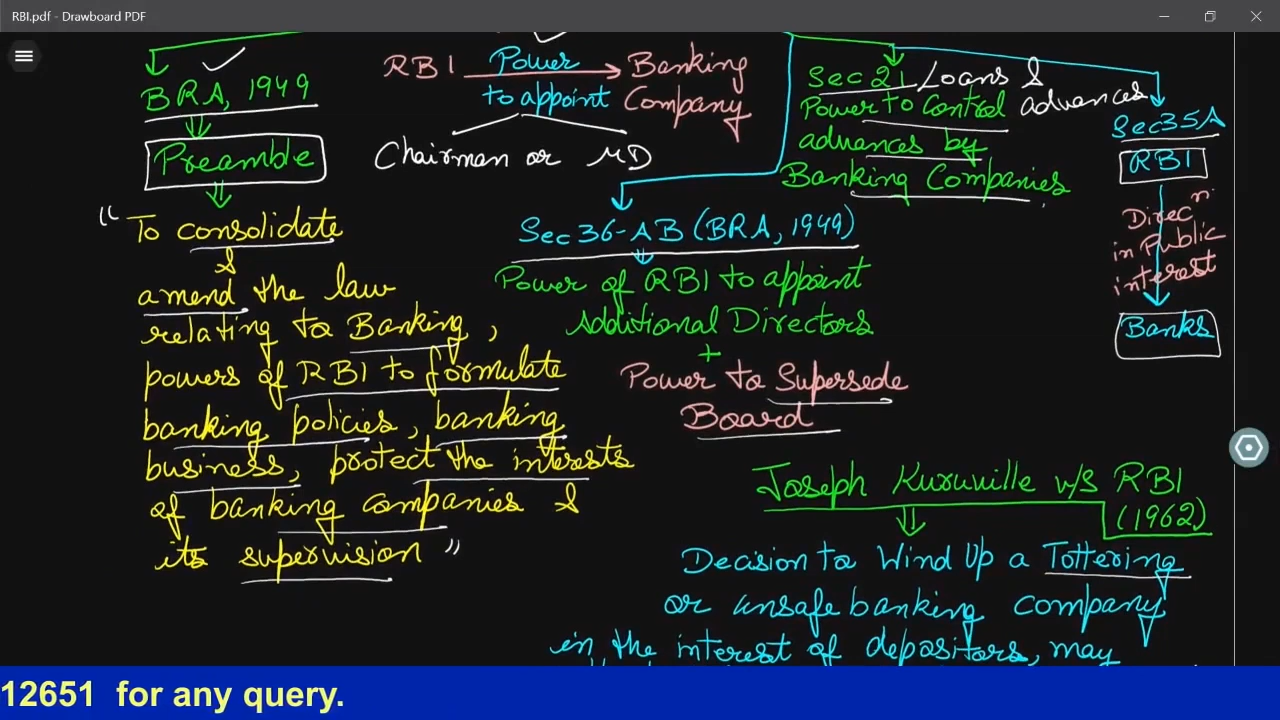 RBI.pdf - Drawboard PDF
BRA, 1949
Preamble
"To consolidate
&
amend the law
relating to Banking,
powers of RBI to formulate
banking policies, banking
business, protect the interests
of banking companies &
its supervision"
RBI Power Banking
to appoint Company
Chairman or MD
Sec 36-AB (BRA, 1949)
Power of RBI to appoint
Additional Directors
+
Power to Supersede
Board
Sec 21 Loans & advances
Power to Control
advances by
Banking Companies
Sec 35A
RBI
Direcn
in Public
interest
Banks
Joseph Kuruville v/s RBI
(1962)
Decision to Wind Up a Tottering
or unsafe banking company
in the interest of depositors, may
12651 for any query.